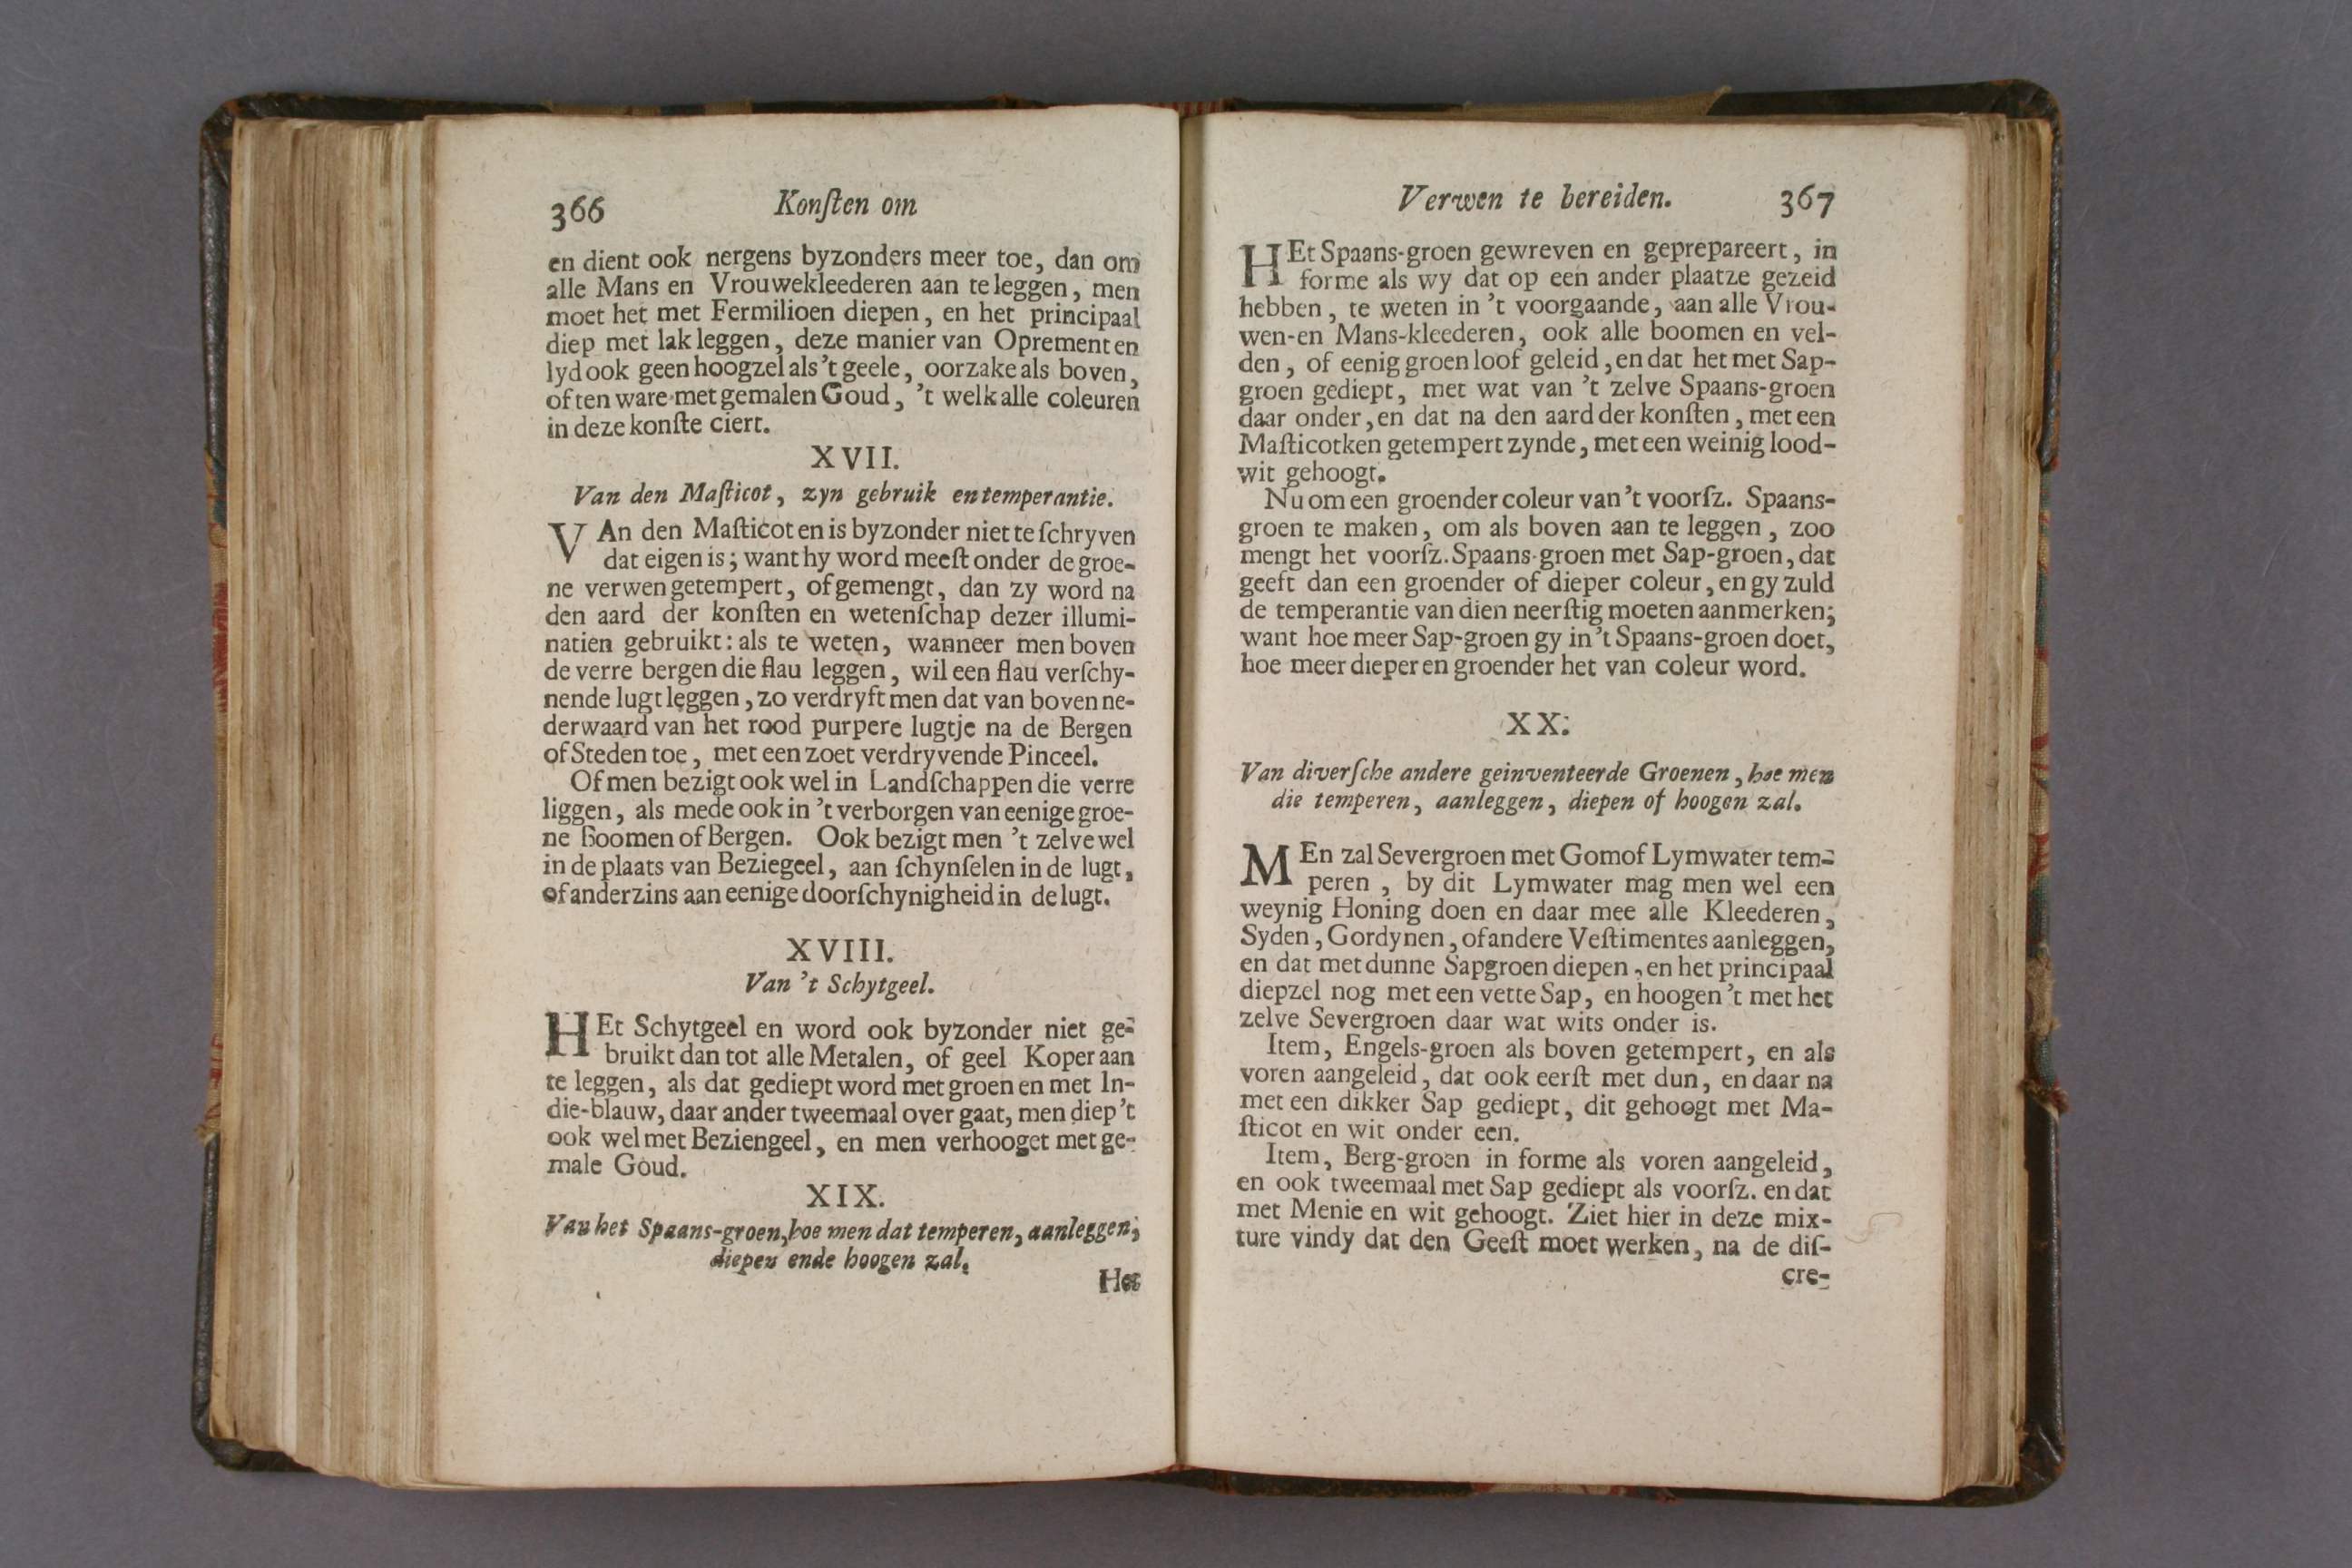 366 Konſten om
en dient ook nergens byzonders meer toe, dan om
alle Mans en Vrouwekleederen aan te leggen, men
moet het met Fermilioen diepen, en het principaal
diep met lak leggen, deze manier van Oprement en
lyd ook geen hoogzel als 't geele, oorzake als boven,
of ten ware met gemalen Goud, 't welk alle coleuren
in deze konſte ciert.
XVII.
Van den Maſticot, zyn gebruik en temperantie.
VAn den Maſticot en is byzonder niet te ſchryven
dat eigen is; want hy word meeſt onder de groe-
ne verwen getempert, of gemengt, dan zy word na
den aard der konſten en wetenſchap dezer illumi-
natien gebruikt: als te weten, wanneer men boven
de verre bergen die flau leggen, wil een flau verſchy-
nende lugt leggen, zo verdryft men dat van boven ne-
derwaard van het rood purpere lugtje na de Bergen
of Steden toe, met een zoet verdryvende Pinceel.
Of men bezigt ook wel in Landſchappen die verre
liggen, als mede ook in 't verborgen van eenige groe-
ne Boomen of Bergen. Ook bezigt men 't zelve wel
in de plaats van Beziegeel, aan ſchynſelen in de lugt,
of anderzins aan eenige doorſchynigheid in de lugt.
XVIII.
Van 't Schytgeel.
HEt Schytgeel en word ook byzonder niet ge-
bruikt dan tot alle Metalen, of geel Koper aan
te leggen, als dat gediept word met groen en met In-
die-blauw, daar ander tweemaal over gaat, men diep't
ook wel met Beziengeel, en men verhooget met ge-
male Goud.
XIX.
Van het Spaans-groen, hoe men dat temperen, aanleggen,
diepen ende hoogen zal.
Het
Verwen te bereiden. 367
HEt Spaans-groen gewreven en geprepareert, in
forme als wy dat op een ander plaatze gezeid
hebben, te weten in 't voorgaande, aan alle Vrou-
wen-en Mans-kleederen, ook alle boomen en vel-
den, of eenig groen loof geleid, en dat het met Sap-
groen gediept, met wat van 't zelve Spaans-groen
daar onder, en dat na den aard der konſten, met een
Maſticotken getempert zynde, met een weinig lood-
wit gehoogt.
Nu om een groender coleur van 't voorſz. Spaans-
groen te maken, om als boven aan te leggen, zoo
mengt het voorſz. Spaans-groen met Sap-groen, dat
geeft dan een groender of dieper coleur, en gy zuld
de temperantie van dien neerſtig moeten aanmerken;
want hoe meer Sap-groen gy in 't Spaans-groen doet,
hoe meer dieper en groender het van coleur word.
XX.
Van diverſche andere geinventeerde Groenen, hoe men
die temperen, aanleggen, diepen of hoogen zal.
MEn zal Severgroen met Gom of Lymwater tem-
peren, by dit Lymwater mag men wel een
weynig Honing doen en daar mee alle Kleederen,
Syden, Gordynen, of andere Veſtimentes aanleggen,
en dat met dunne Sapgroen diepen, en het principaal
diepzel nog met een vette Sap, en hoogen 't met het
zelve Severgroen daar wat wits onder is.
Item, Engels-groen als boven getempert, en als
voren aangeleid, dat ook eerſt met dun, en daar na
met een dikker Sap gediept, dit gehoogt met Ma-
ſticot en wit onder een.
Item, Berg-groen in forme als voren aangeleid,
en ook tweemaal met Sap gediept als voorſz. en dat
met Menie en wit gehoogt. Ziet hier in deze mix-
ture vindy dat den Geeſt moet werken, na de diſ-
cre-